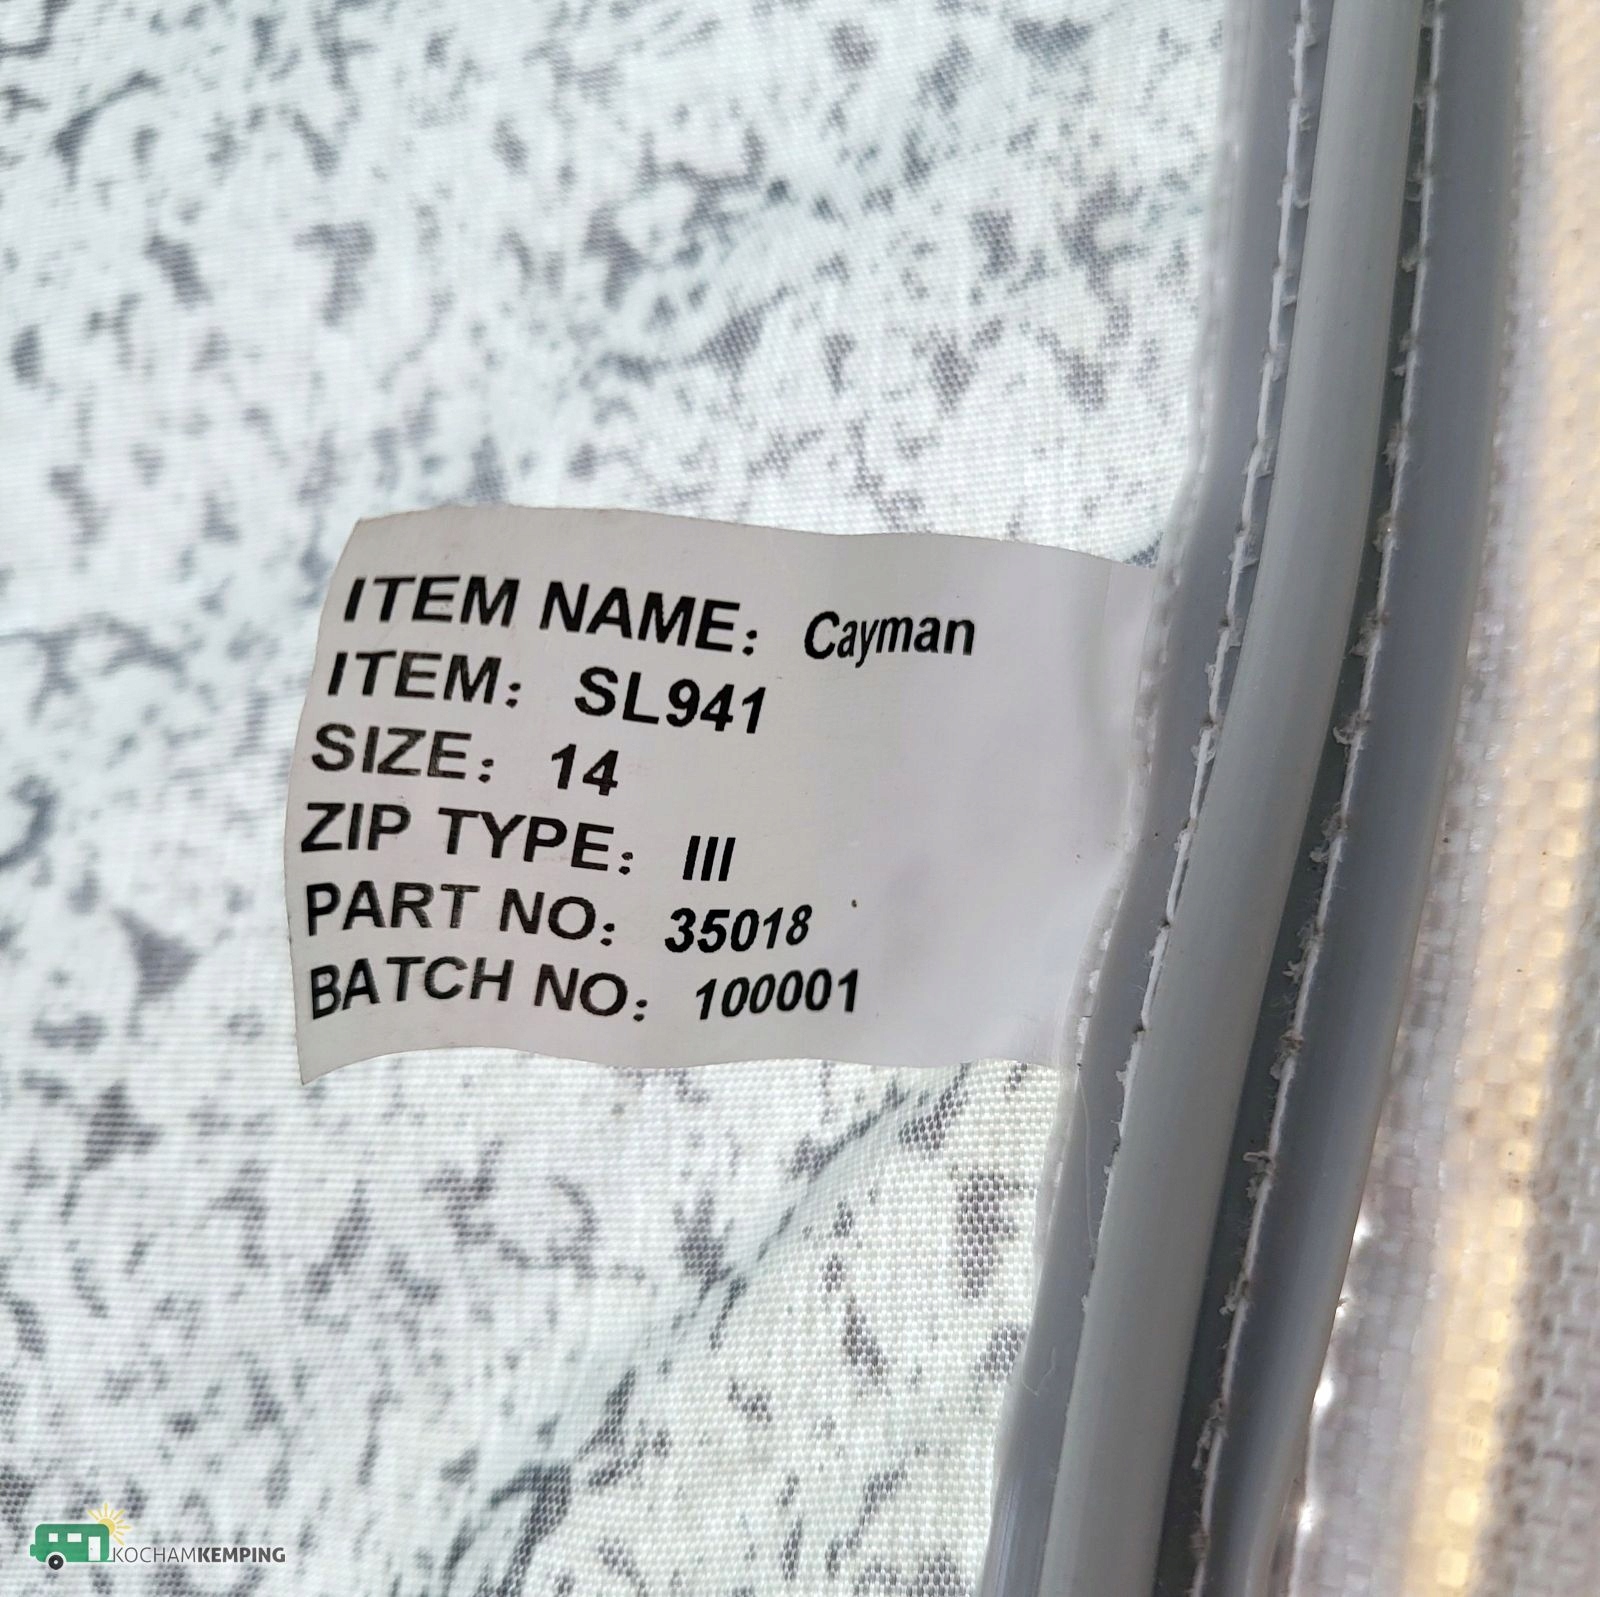 ITEM NAME: Cayman
ITEM: SL941
SIZE: 14
ZIP TYPE: III
PART NO: 35018
BATCH NO: 100001
KOCHAMKEMPING